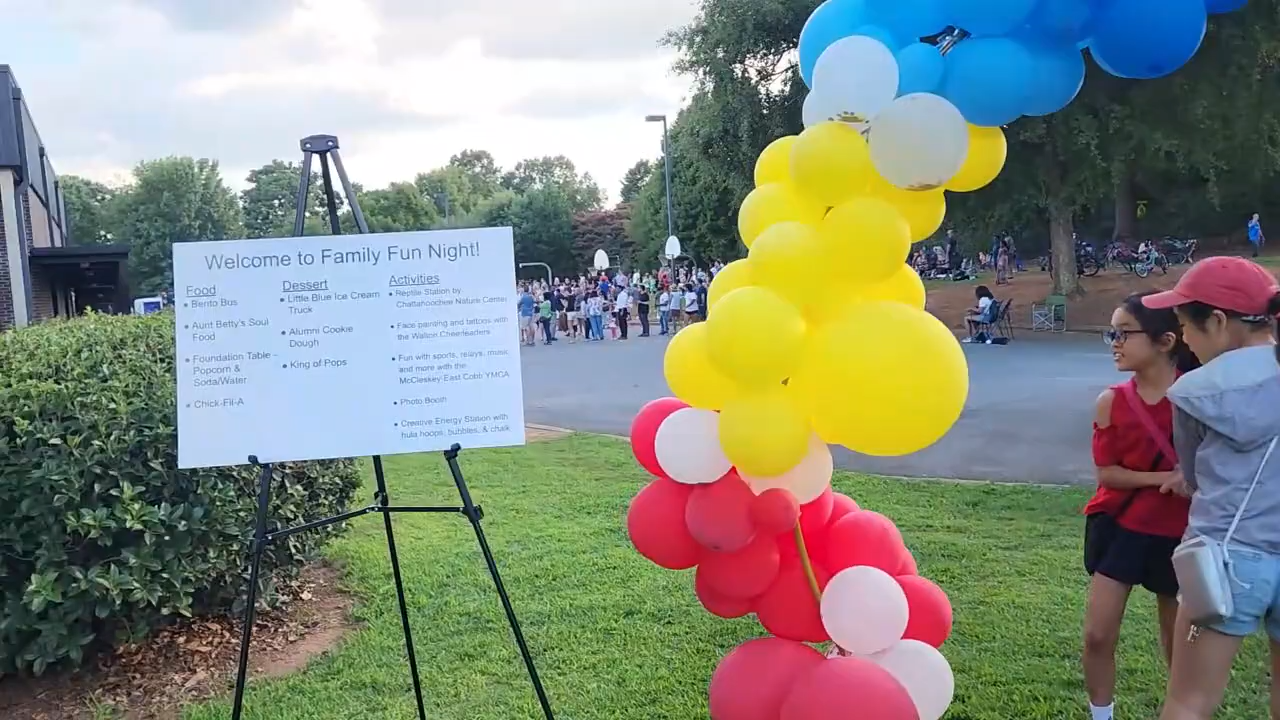 Welcome to Family Fun Night!
Food
• Bento Bus
• Aunt Betty's Soul
Food
• Foundation Table -
Popcorn &
Soda/Water
• Chick-Fil-A
Dessert
• Little Blue Ice Cream
Truck
• Alumni Cookie
Dough
• King of Pops
Activities
• Reptile Station by
Chattahoochee Nature Center
• Face painting and tattoos with
the Walton Cheerleaders
• Fun with sports, relays, music
and more with the
McCleskey-East Cobb YMCA
• Photo Booth
• Creative Energy Station with
hula hoops, bubbles, & chalk